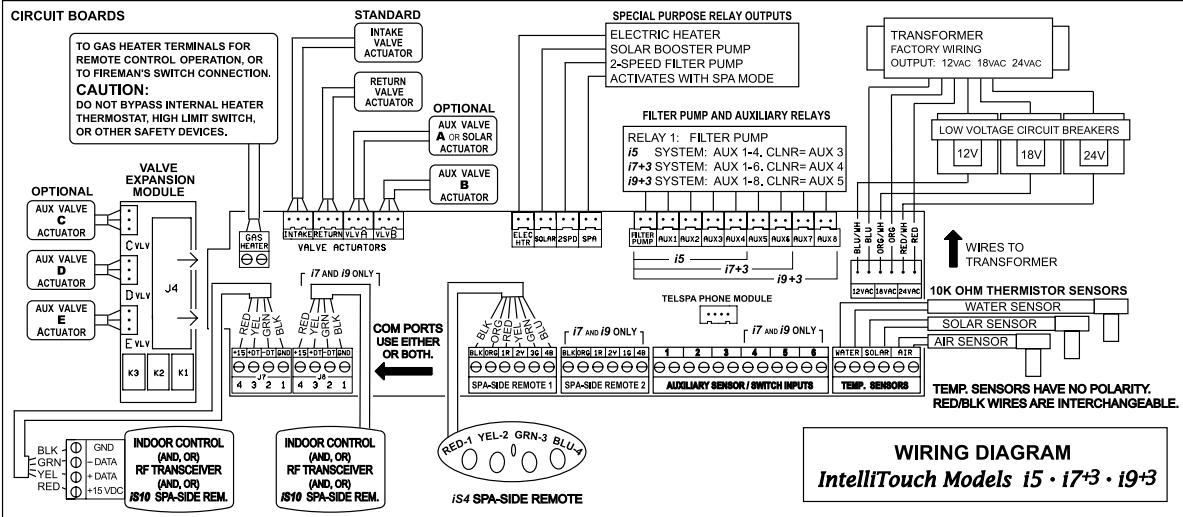 CIRCUIT BOARDS
STANDARD
INTAKE
VALVE
ACTUATOR
RETURN
VALVE
ACTUATOR
OPTIONAL
AUX VALVE
A OR SOLAR
ACTUATOR
AUX VALVE
B
ACTUATOR
TO GAS HEATER TERMINALS FOR
REMOTE CONTROL OPERATION, OR
TO FIREMAN'S SWITCH CONNECTION.
CAUTION:
DO NOT BYPASS INTERNAL HEATER
THERMOSTAT, HIGH LIMIT SWITCH,
OR OTHER SAFETY DEVICES.
SPECIAL PURPOSE RELAY OUTPUTS
ELECTRIC HEATER
SOLAR BOOSTER PUMP
2-SPEED FILTER PUMP
ACTIVATES WITH SPA MODE
FILTER PUMP AND AUXILIARY RELAYS
RELAY 1: FILTER PUMP
i5 SYSTEM: AUX 1-4. CLNR= AUX 3
i7+3 SYSTEM: AUX 1-6. CLNR= AUX 4
i9+3 SYSTEM: AUX 1-8. CLNR= AUX 5
TRANSFORMER
FACTORY WIRING
OUTPUT: 12VAC 18VAC 24VAC
LOW VOLTAGE CIRCUIT BREAKERS
12V 18V 24V
BLU/WH BLU ORG/WH ORG RED/WH RED
WIRES TO
TRANSFORMER
12VAC 18VAC 24VAC
VALVE
EXPANSION
MODULE
OPTIONAL
AUX VALVE
C
ACTUATOR
AUX VALVE
D
ACTUATOR
AUX VALVE
E
ACTUATOR
C VLV
D VLV
E VLV
J4
K3 K2 K1
GAS
HEATER
INTAKE RETURN VLV A VLV B
VALVE ACTUATORS
ELEC
HTR SOLAR 2SPD SPA
FILTER
PUMP AUX1 AUX2 AUX3 AUX4 AUX5 AUX6 AUX7 AUX8
i5
i7+3
i9+3
TELSPA PHONE MODULE
10K OHM THERMISTOR SENSORS
WATER SENSOR
SOLAR SENSOR
AIR SENSOR
TEMP. SENSORS HAVE NO POLARITY.
RED/BLK WIRES ARE INTERCHANGEABLE.
i7 AND i9 ONLY
RED YEL GRN BLK
RED YEL GRN BLK
+15 +DT -DT GND
J7
4 3 2 1
+15 +DT -DT GND
J8
4 3 2 1
COM PORTS
USE EITHER
OR BOTH.
BLK ORG RED YEL GRN BLU
BLK ORG 1R 2Y 3G 4B
SPA-SIDE REMOTE 1
i7 AND i9 ONLY
BLK ORG 1R 2Y 1G 4B
SPA-SIDE REMOTE 2
i7 AND i9 ONLY
1 2 3 4 5 6
AUXILIARY SENSOR / SWITCH INPUTS
WATER SOLAR AIR
TEMP. SENSORS
BLK GND
GRN - DATA
YEL + DATA
RED +15 VDC
INDOOR CONTROL
(AND, OR)
RF TRANSCEIVER
(AND, OR)
iS10 SPA-SIDE REM.
INDOOR CONTROL
(AND, OR)
RF TRANSCEIVER
(AND, OR)
iS10 SPA-SIDE REM.
RED-1 YEL-2 GRN-3 BLU-4
iS4 SPA-SIDE REMOTE
WIRING DIAGRAM
IntelliTouch Models i5 · i7+3 · i9+3